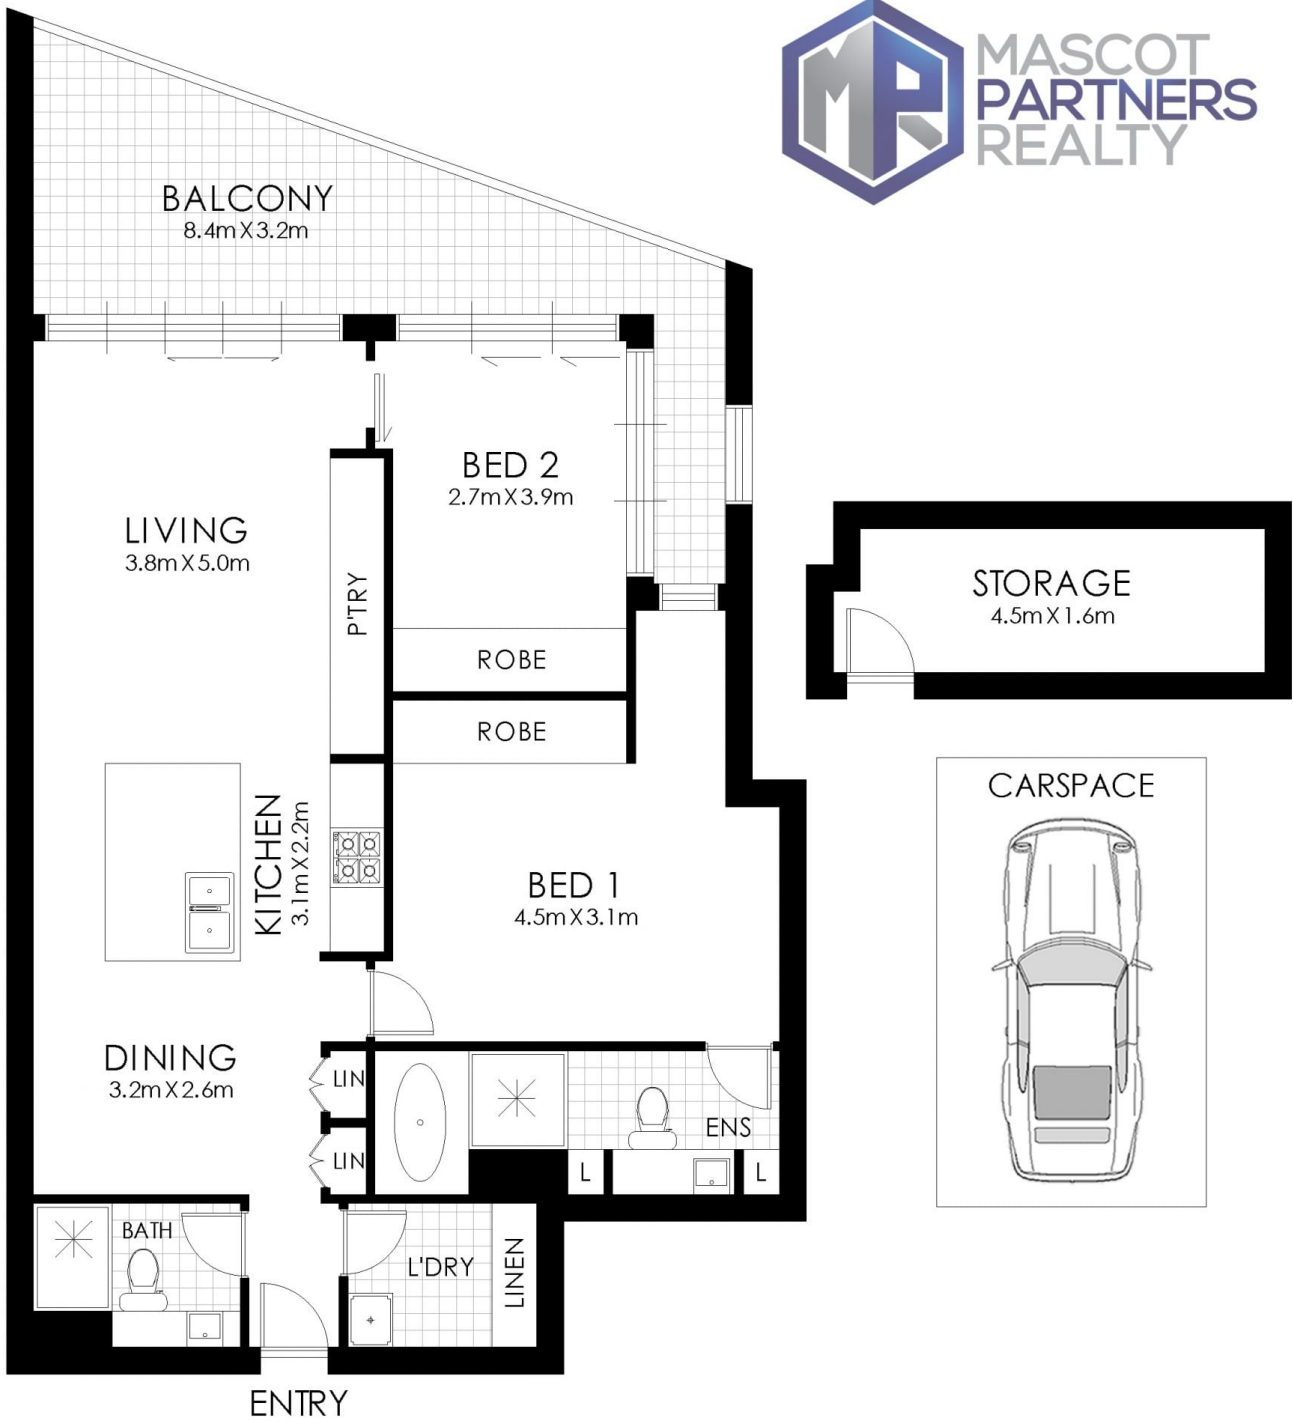 MASCOT
PARTNERS
REALTY
BALCONY
8.4m X 3.2m
BED 2
2.7m X 3.9m
LIVING
3.8m X 5.0m
P'TRY
ROBE
ROBE
STORAGE
4.5m X 1.6m
CARSPACE
KITCHEN
3.1m X 2.2m
BED 1
4.5m X 3.1m
DINING
3.2m X 2.6m
LIN
LIN
ENS
L
L
BATH
L'DRY
LINEN
ENTRY